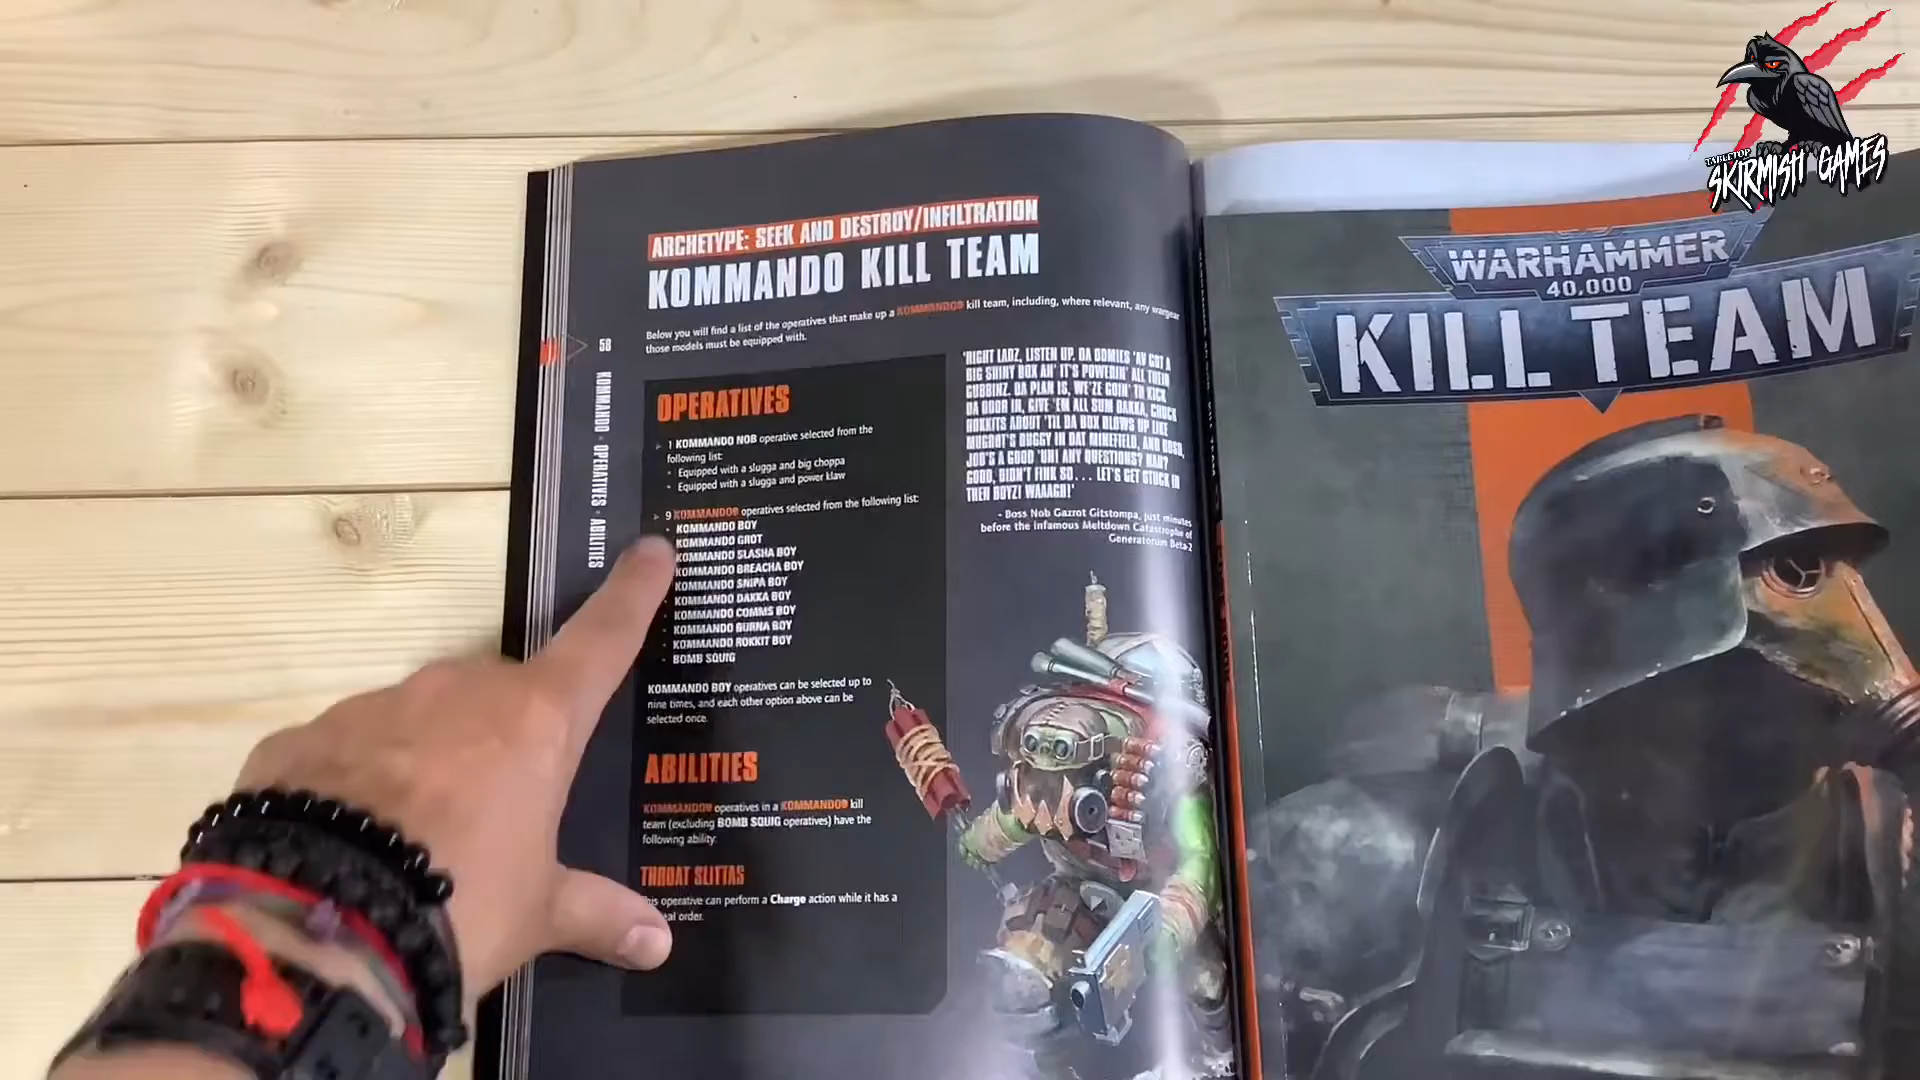 TABLETOP
SKIRMISH GAMES
ARCHETYPE: SEEK AND DESTROY/INFILTRATION
KOMMANDO KILL TEAM
Below you will find a list of the operatives that make up a KOMMANDO kill team, including, where relevant, any wargear
those models must be equipped with.
58
KOMMANDO • OPERATIVES • ABILITIES
OPERATIVES
1 KOMMANDO NOB operative selected from the
following list:
• Equipped with a slugga and big choppa
• Equipped with a slugga and power klaw
9 KOMMANDO operatives selected from the following list:
• KOMMANDO BOY
KOMMANDO GROT
KOMMANDO SLASHA BOY
KOMMANDO BREACHA BOY
• KOMMANDO SNIPA BOY
• KOMMANDO DAKKA BOY
• KOMMANDO COMMS BOY
• KOMMANDO BURNA BOY
• KOMMANDO ROKKIT BOY
• BOMB SQUIG
KOMMANDO BOY operatives can be selected up to
nine times, and each other option above can be
selected once.
ABILITIES
KOMMANDO operatives in a KOMMANDO kill
team (excluding BOMB SQUIG operatives) have the
following ability:
THROAT SLITTAS
This operative can perform a Charge action while it has a
order.
'RIGHT LADZ, LISTEN UP. DA OOMIES 'AV GOT A
BIG SHINY BOX AN' IT'S POWERIN' ALL THEIR
GUBBINZ. DA PLAN IS, WE'ZE GOIN' TO KICK
DA DOOR IN, GIVE 'EM ALL SUM DAKKA, CHUCK
ROKKITS ABOUT 'TIL DA BOX BLOWS UP LIKE
MUGROT'S BUGGY IN DAT MINEFIELD, AND BOSH,
JOB'S A GOOD 'UN! ANY QUESTIONS? NAH?
GOOD, DIDN'T FINK SO... LET'S GET STUCK IN
THEN BOYZ! WAAAGH!'
- Boss Nob Gazrot Gitstompa, just minutes
before the infamous Meltdown Catastrophe of
Generatorum Beta-2
WARHAMMER
40,000
KILL TEAM